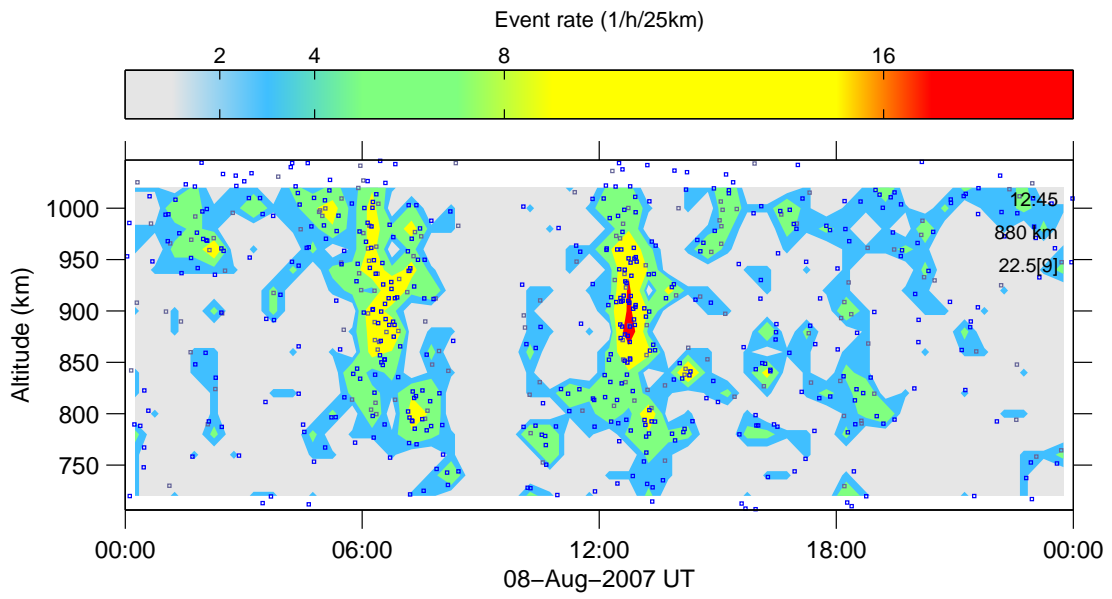 Event rate (1/h/25km)
2 4 8 16
1000
950
900
850
800
750
Altitude (km)
12:45
880 km
22.5[9]
00:00 06:00 12:00 18:00 00:00
08−Aug−2007 UT